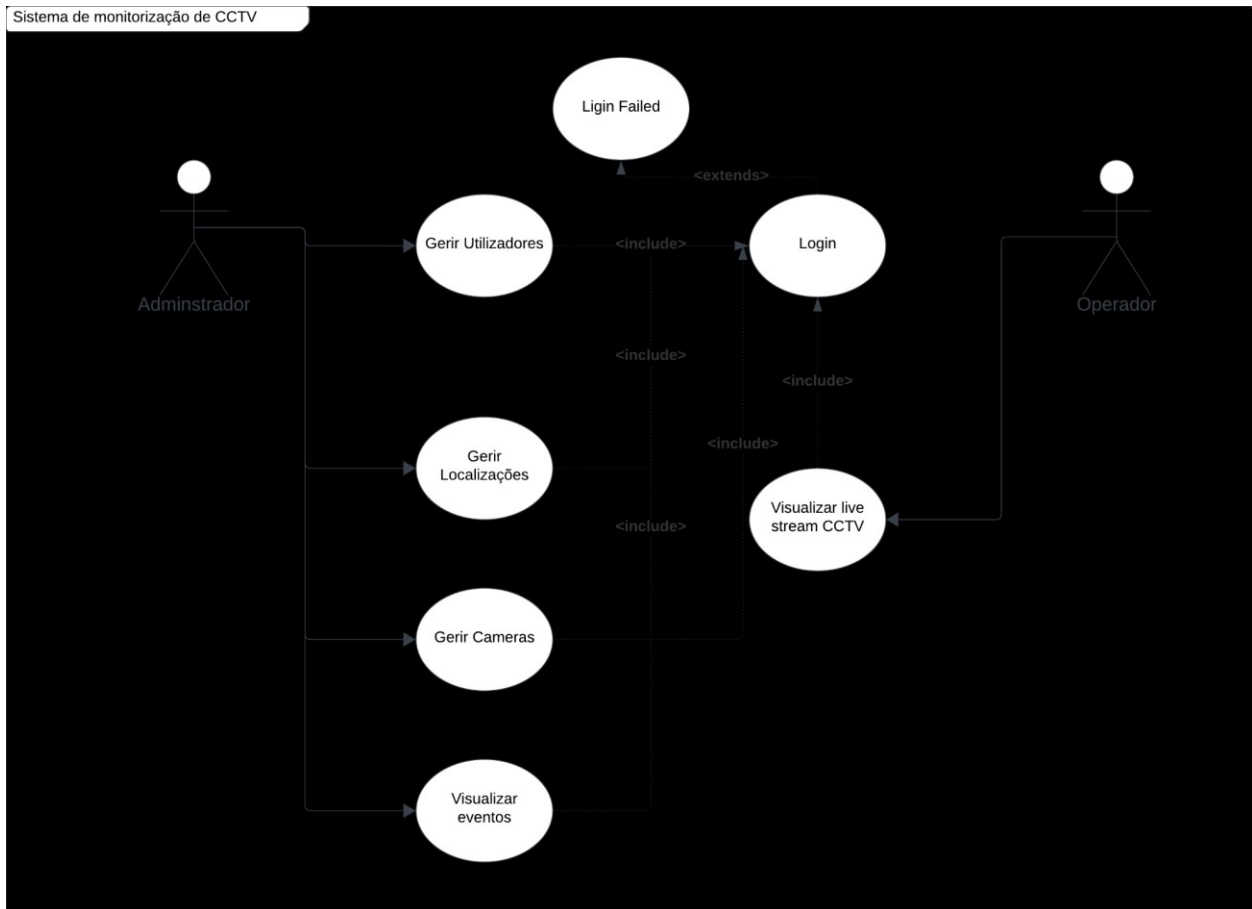 Sistema de monitorização de CCTV
Ligin Failed
<extends>
Gerir Utilizadores
<include>
Login
Adminstrador
Operador
<include>
<include>
<include>
Gerir
Localizações
Visualizar live
stream CCTV
<include>
Gerir Cameras
Visualizar
eventos